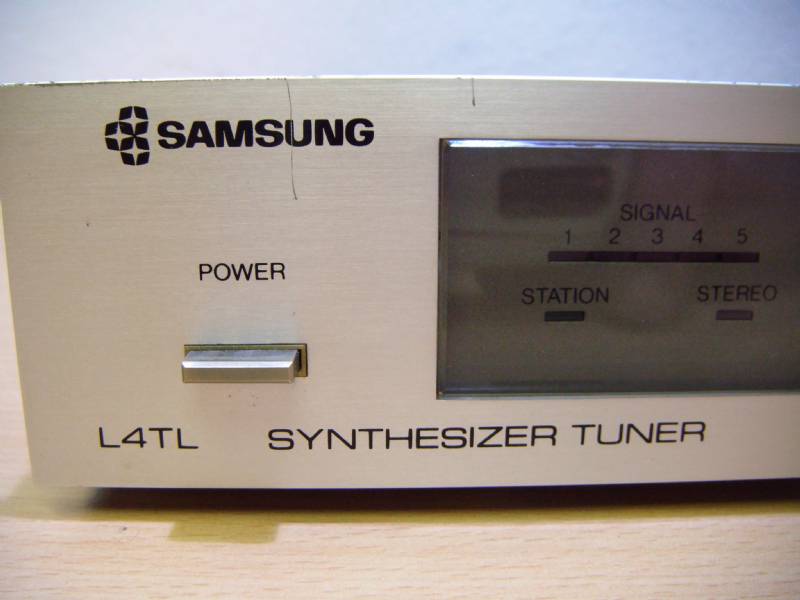 SAMSUNG
SIGNAL
1 2 3 4 5
POWER
STATION STEREO
L4TL SYNTHESIZER TUNER